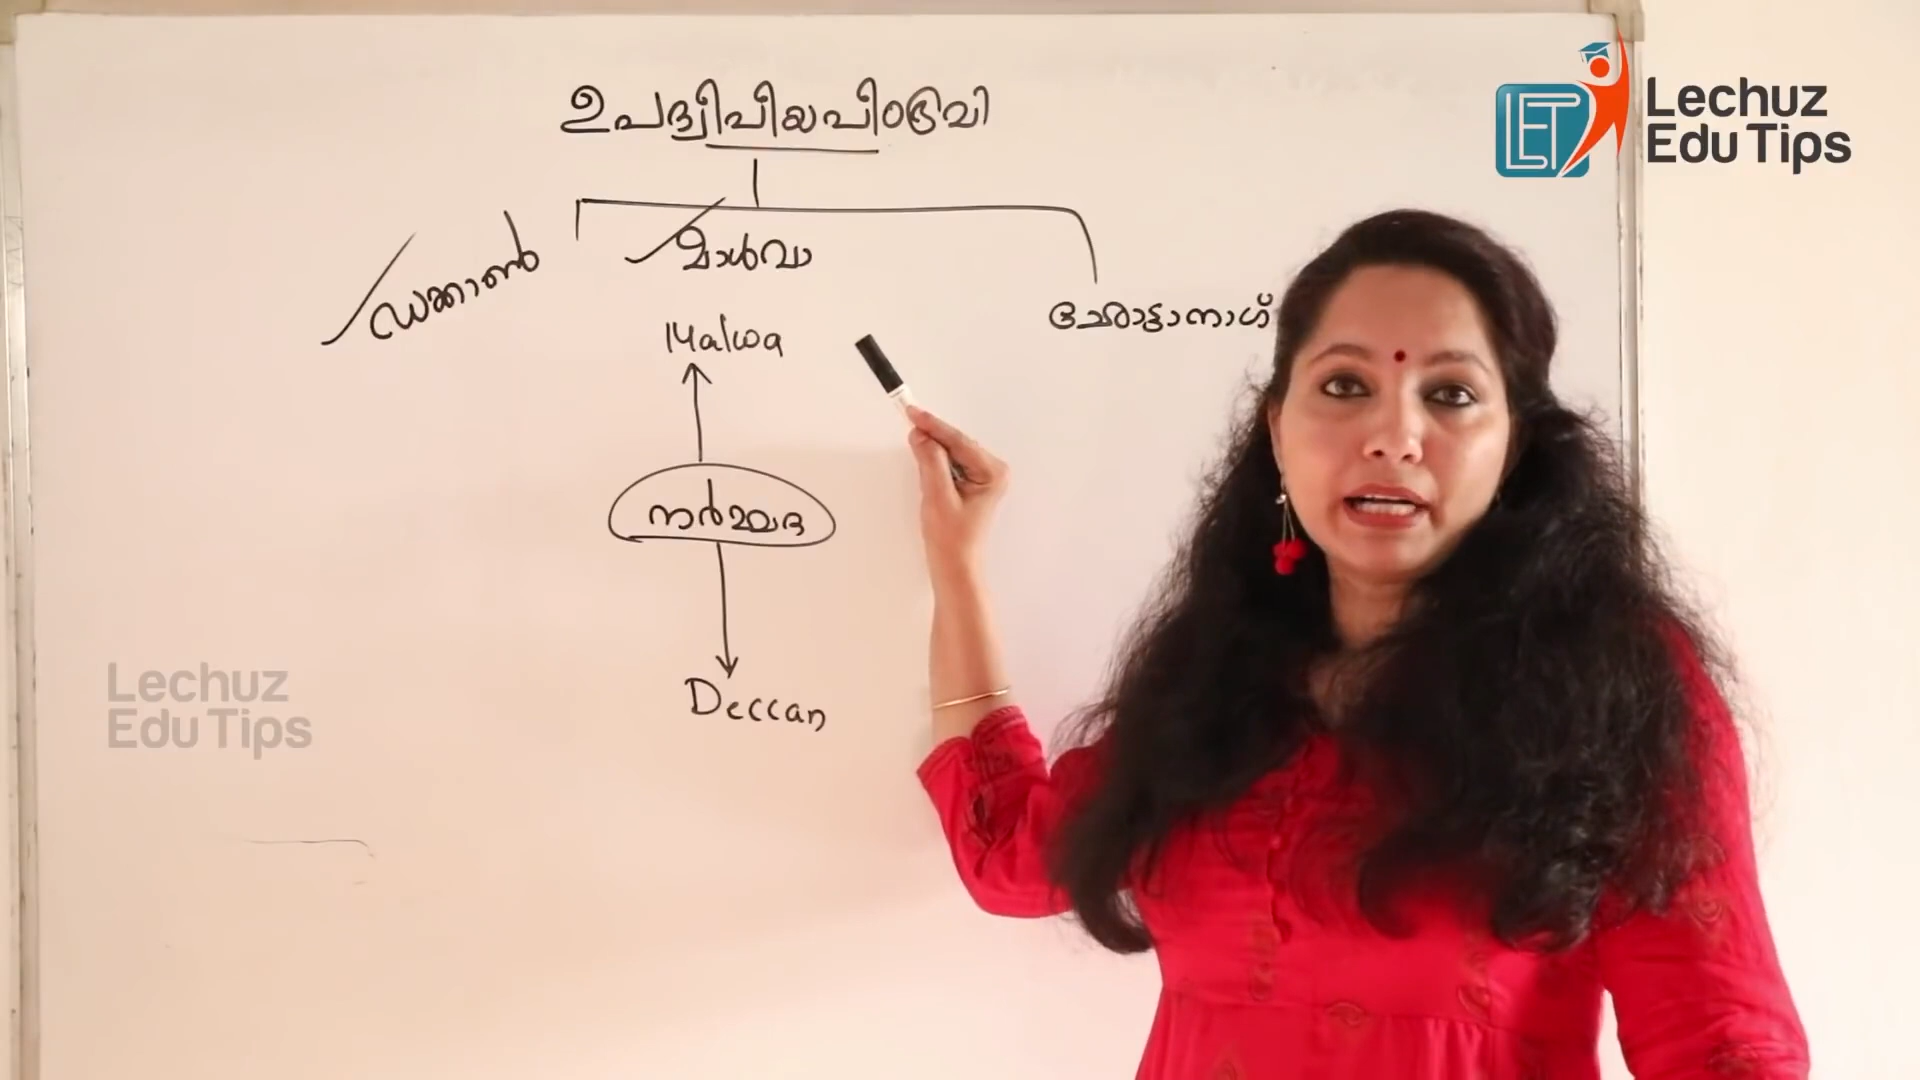 ഉപദ്വീപീയപീഠഭൂമി
ഡക്കാൺ
മാൾവാ
ഛോട്ടാനാഗ്
Malwa
നർമ്മദ
Deccan
Lechuz
Edu Tips
Lechuz
Edu Tips